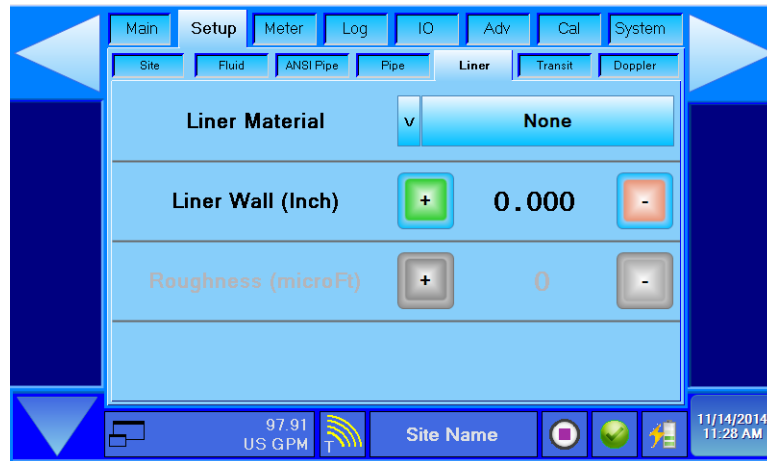 Main Setup Meter Log IO Adv Cal System
Site Fluid ANSI Pipe Pipe Liner Transit Doppler
Liner Material v None
Liner Wall (Inch) + 0.000 -
Roughness (microFt) + 0 -
97.91
US GPM T Site Name
11/14/2014
11:28 AM